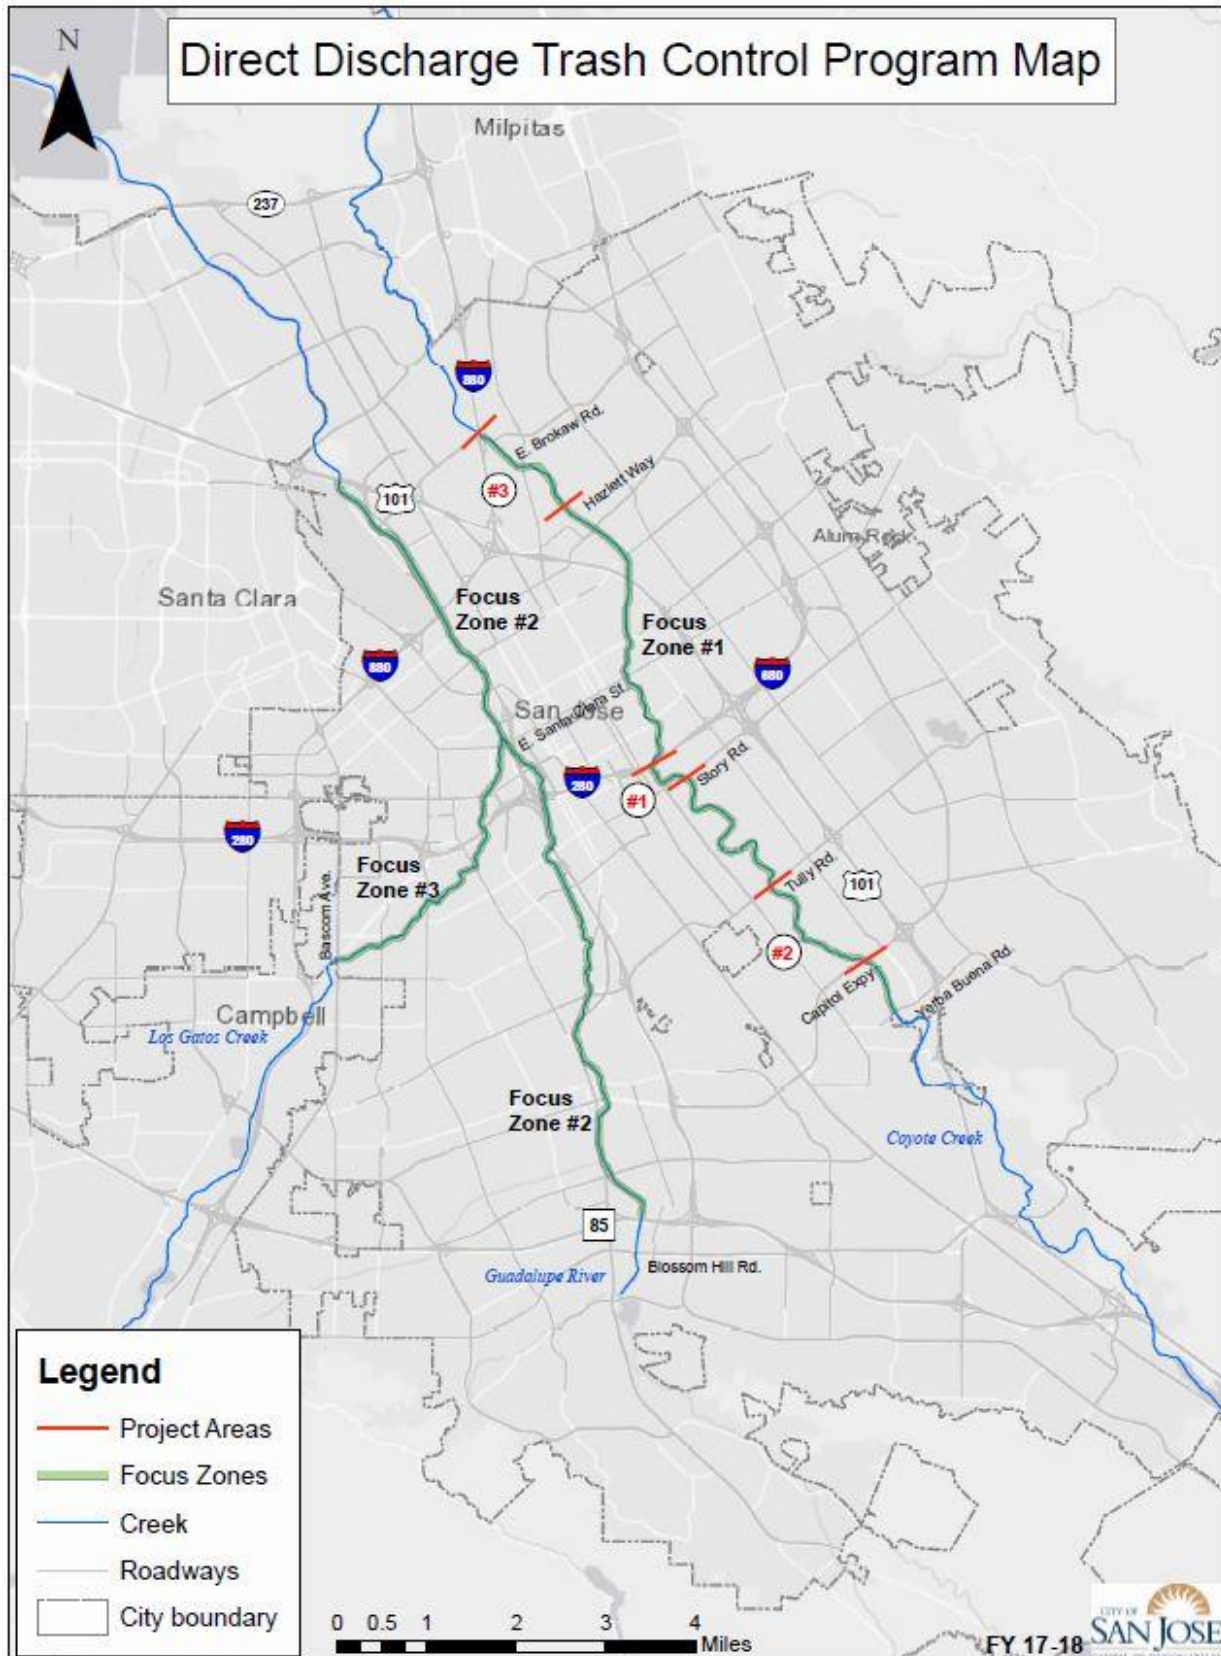 N
Direct Discharge Trash Control Program Map
Milpitas
237
880
E. Brokaw Rd.
#3
101
Hazlett Way
Alum Rock
Santa Clara
Focus
Zone #2
Focus
Zone #1
880
680
San Jose
E. Santa Clara St.
280
Story Rd.
#1
280
Focus
Zone #3
Bascom Ave.
Tully Rd.
101
#2
Capitol Expy
Yerba Buena Rd.
Campbell
Los Gatos Creek
Focus
Zone #2
Coyote Creek
85
Guadalupe River
Blossom Hill Rd.
Legend
Project Areas
Focus Zones
Creek
Roadways
City boundary
0 0.5 1 2 3 4
Miles
FY 17-18
CITY OF
SAN JOSE